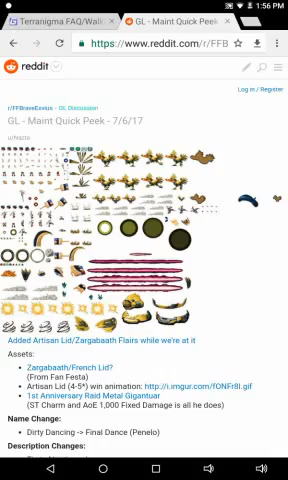 1:56 PM
Terranigma FAQ/Walk
GL - Maint Quick Peek
https://www.reddit.com/r/FFB
reddit
Log in / Register
r/FFBraveExvius - GL Discussion
GL - Maint Quick Peek - 7/6/17
u/Nazta
Added Artisan Lid/Zargabaath Flairs while we're at it
Assets:
• Zargabaath/French Lid?
(From Fan Festa)
• Artisan Lid (4-5*) win animation: http://i.imgur.com/fONFr8I.gif
• 1st Anniversary Raid Metal Gigantuar
(ST Charm and AoE 1,000 Fixed Damage is all he does)
Name Change:
• Dirty Dancing -> Final Dance (Penelo)
Description Changes: